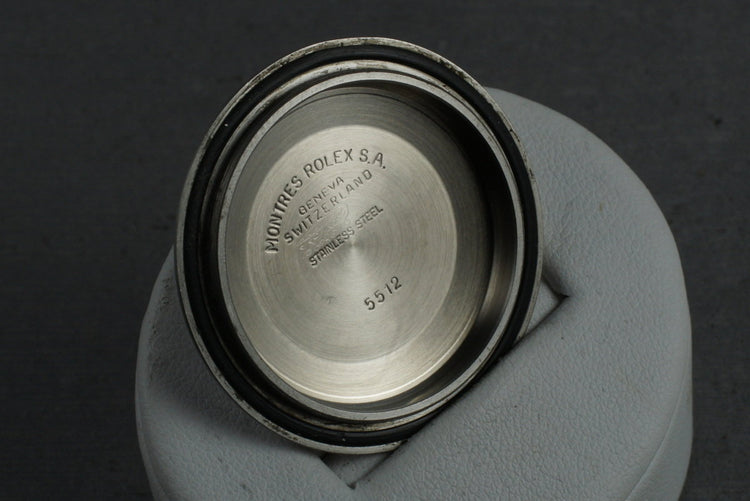 MONTRES ROLEX S.A.
GENEVA
SWITZERLAND
STAINLESS STEEL
5512